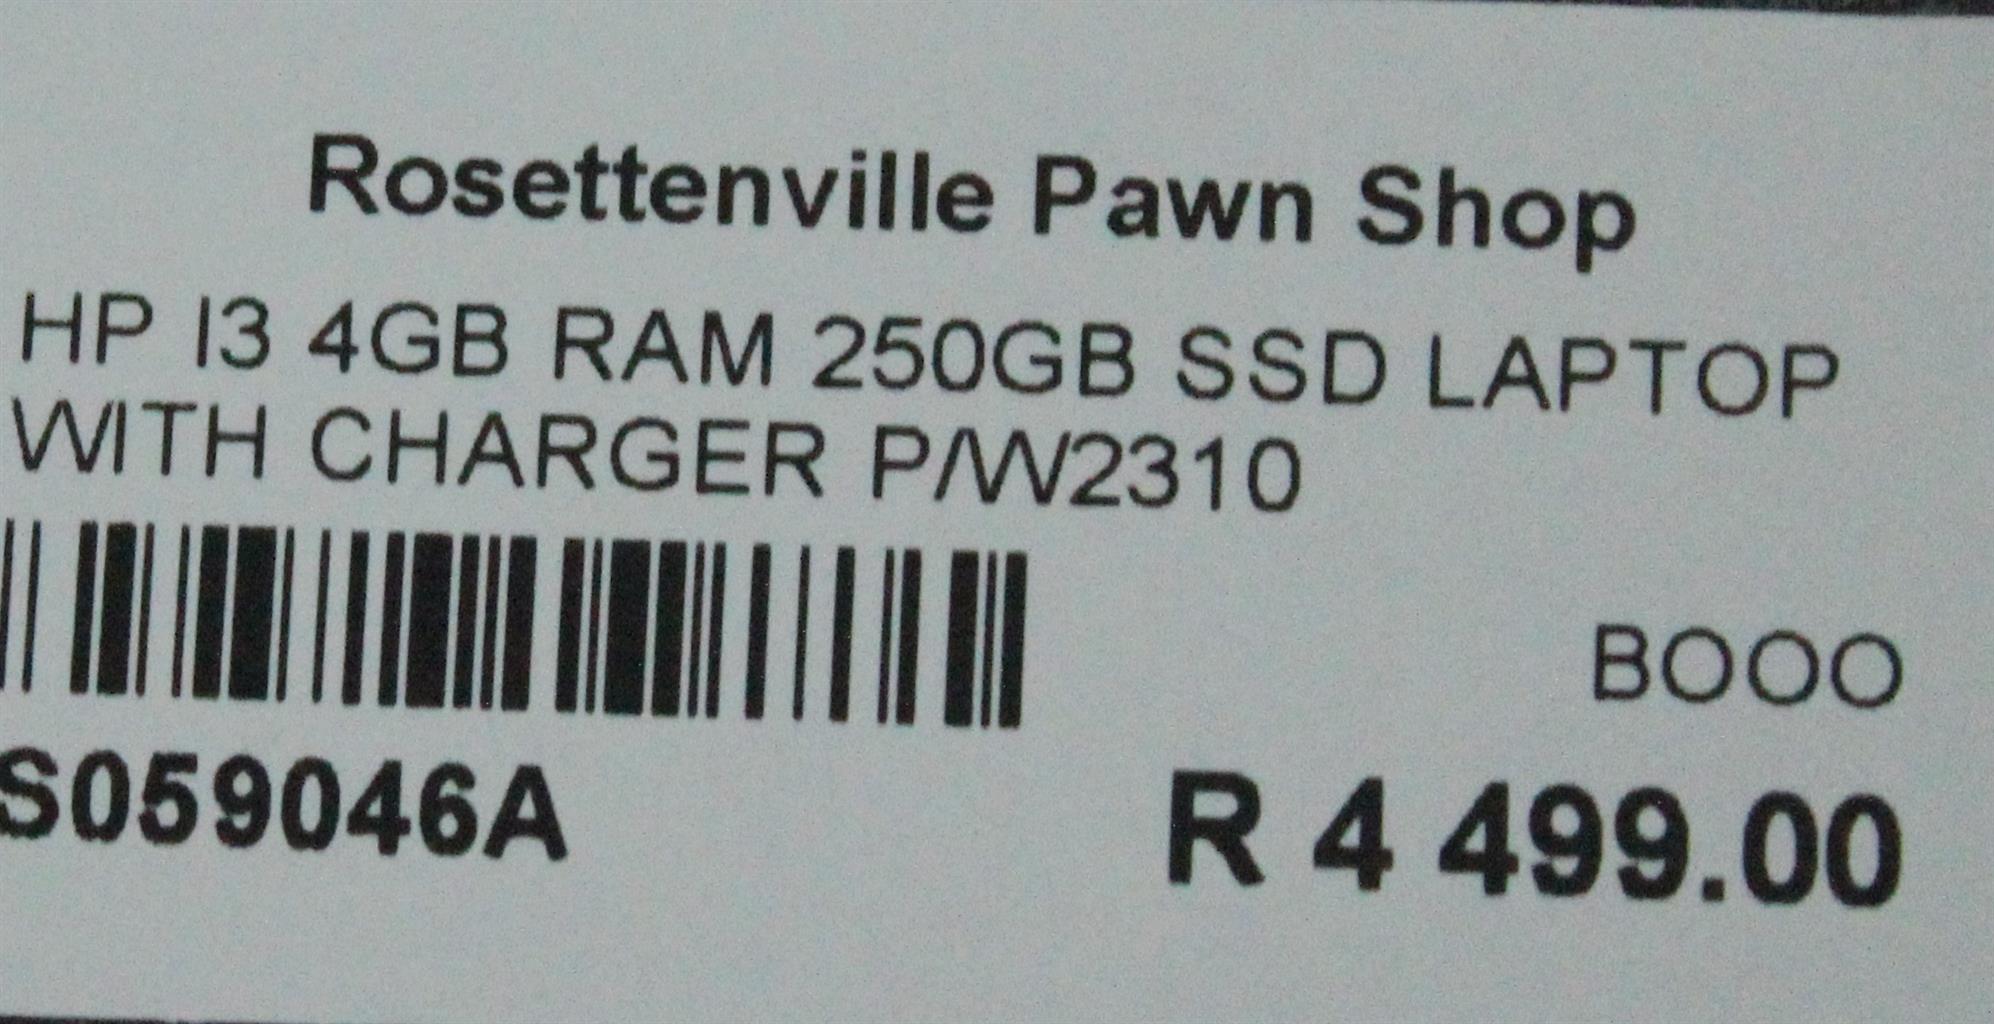 Rosettenville Pawn Shop
HP I3 4GB RAM 250GB SSD LAPTOP
WITH CHARGER P/W2310
BOOO
S059046A
R 4 499.00